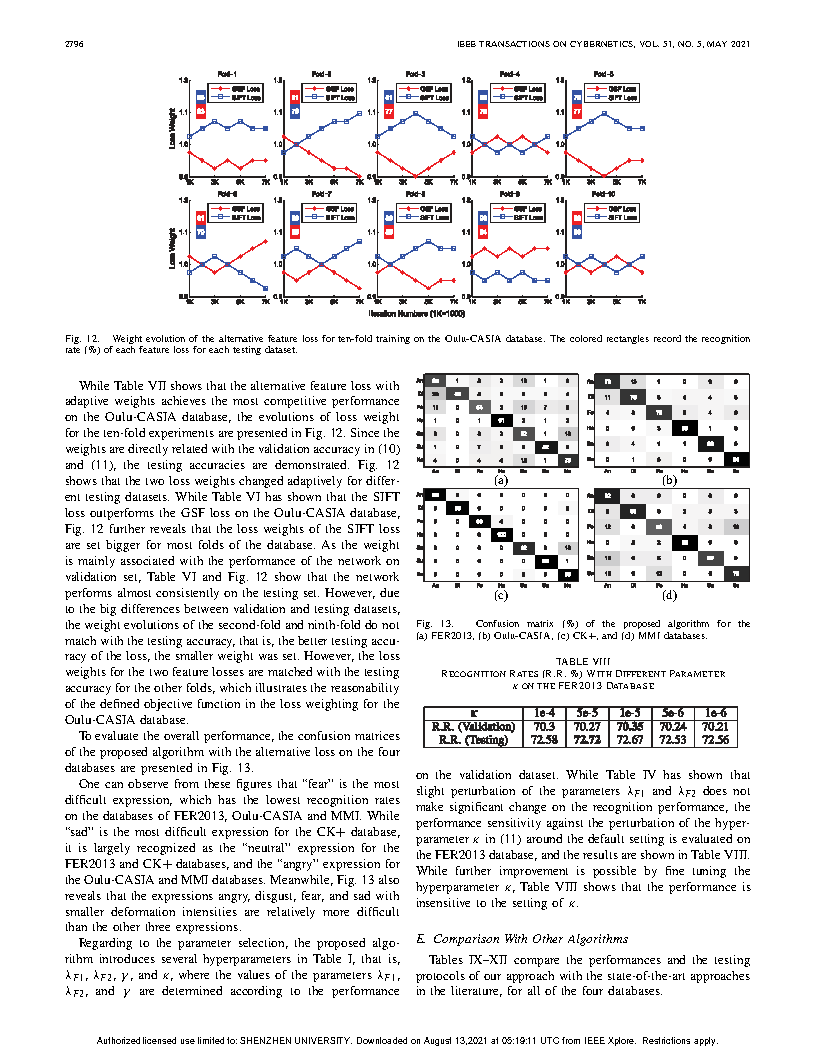 2796
IEEE TRANSACTIONS ON CYBERNETICS, VOL. 51, NO. 5, MAY 2021
Fold-1
Fold-2
Fold-3
Fold-4
Fold-5
GSF Loss
SIFT Loss
Loss Weight
Fold-6
Fold-7
Fold-8
Fold-9
Fold-10
GSF Loss
SIFT Loss
Loss Weight
1K 3K 5K 7K
Iteration Numbers (1K=1000)
Fig. 12. Weight evolution of the alternative feature loss for ten-fold training on the Oulu-CASIA database. The colored rectangles record the recognition
rate (%) of each feature loss for each testing dataset.
While Table VII shows that the alternative feature loss with
adaptive weights achieves the most competitive performance
on the Oulu-CASIA database, the evolutions of loss weight
for the ten-fold experiments are presented in Fig. 12. Since the
weights are directly related with the validation accuracy in (10)
and (11), the testing accuracies are demonstrated. Fig. 12
shows that the two loss weights changed adaptively for differ-
ent testing datasets. While Table VI has shown that the SIFT
loss outperforms the GSF loss on the Oulu-CASIA database,
Fig. 12 further reveals that the loss weights of the SIFT loss
are set bigger for most folds of the database. As the weight
is mainly associated with the performance of the network on
validation set, Table VI and Fig. 12 show that the network
performs almost consistently on the testing set. However, due
to the big differences between validation and testing datasets,
the weight evolutions of the second-fold and ninth-fold do not
match with the testing accuracy, that is, the better testing accu-
racy of the loss, the smaller weight was set. However, the loss
weights for the two feature losses are matched with the testing
accuracy for the other folds, which illustrates the reasonability
of the defined objective function in the loss weighting for the
Oulu-CASIA database.
To evaluate the overall performance, the confusion matrices
of the proposed algorithm with the alternative loss on the four
databases are presented in Fig. 13.
One can observe from these figures that “fear” is the most
difficult expression, which has the lowest recognition rates
on the databases of FER2013, Oulu-CASIA and MMI. While
“sad” is the most difficult expression for the CK+ database,
it is largely recognized as the “neutral” expression for the
FER2013 and CK+ databases, and the “angry” expression for
the Oulu-CASIA and MMI databases. Meanwhile, Fig. 13 also
reveals that the expressions angry, disgust, fear, and sad with
smaller deformation intensities are relatively more difficult
than the other three expressions.
Regarding to the parameter selection, the proposed algo-
rithm introduces several hyperparameters in Table I, that is,
λF1, λF2, γ, and κ, where the values of the parameters λF1,
λF2, and γ are determined according to the performance
(a)
(b)
(c)
(d)
Fig. 13. Confusion matrix (%) of the proposed algorithm for the
(a) FER2013, (b) Oulu-CASIA, (c) CK+, and (d) MMI databases.
TABLE VIII
RECOGNITION RATES (R.R. %) WITH DIFFERENT PARAMETER
κ ON THE FER2013 DATABASE
κ 1e-4 5e-5 1e-5 5e-6 1e-6
R.R. (Validation) 70.3 70.27 70.35 70.24 70.21
R.R. (Testing) 72.58 72.72 72.67 72.53 72.56
on the validation dataset. While Table IV has shown that
slight perturbation of the parameters λF1 and λF2 does not
make significant change on the recognition performance, the
performance sensitivity against the perturbation of the hyper-
parameter κ in (11) around the default setting is evaluated on
the FER2013 database, and the results are shown in Table VIII.
While further improvement is possible by fine tuning the
hyperparameter κ, Table VIII shows that the performance is
insensitive to the setting of κ.
E. Comparison With Other Algorithms
Tables IX–XII compare the performances and the testing
protocols of our approach with the state-of-the-art approaches
in the literature, for all of the four databases.
Authorized licensed use limited to: SHENZHEN UNIVERSITY. Downloaded on August 13,2021 at 05:19:11 UTC from IEEE Xplore. Restrictions apply.